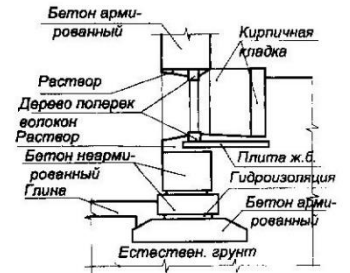 Бетон арми-
рованный
Кирпичная
кладка
Раствор
Дерево поперек
волокон
Раствор
Бетон неарми-
рованный
Глина
Плита ж.б.
Гидроизоляция
Бетон арми-
рованный
Естествен. грунт